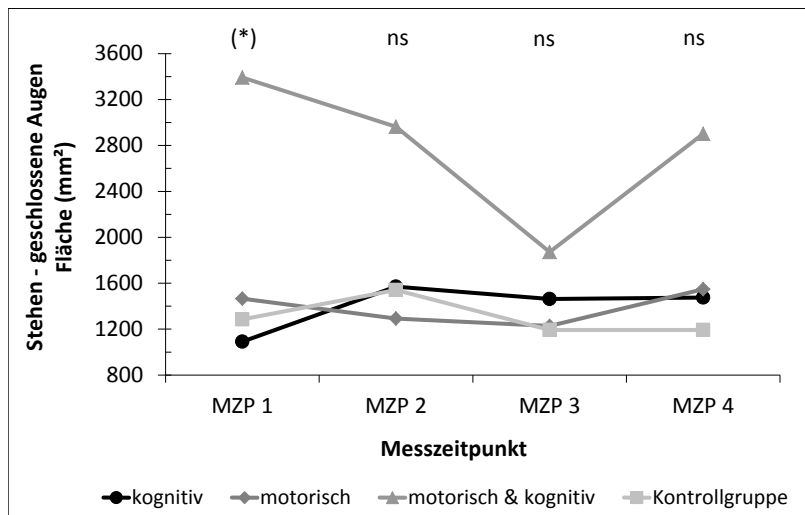 (*) ns ns ns
3600
3200
2800
2400
2000
1600
1200
800
Stehen - geschlossene Augen
Fläche (mm²)
MZP 1 MZP 2 MZP 3 MZP 4
Messzeitpunkt
kognitiv motorisch motorisch & kognitiv Kontrollgruppe